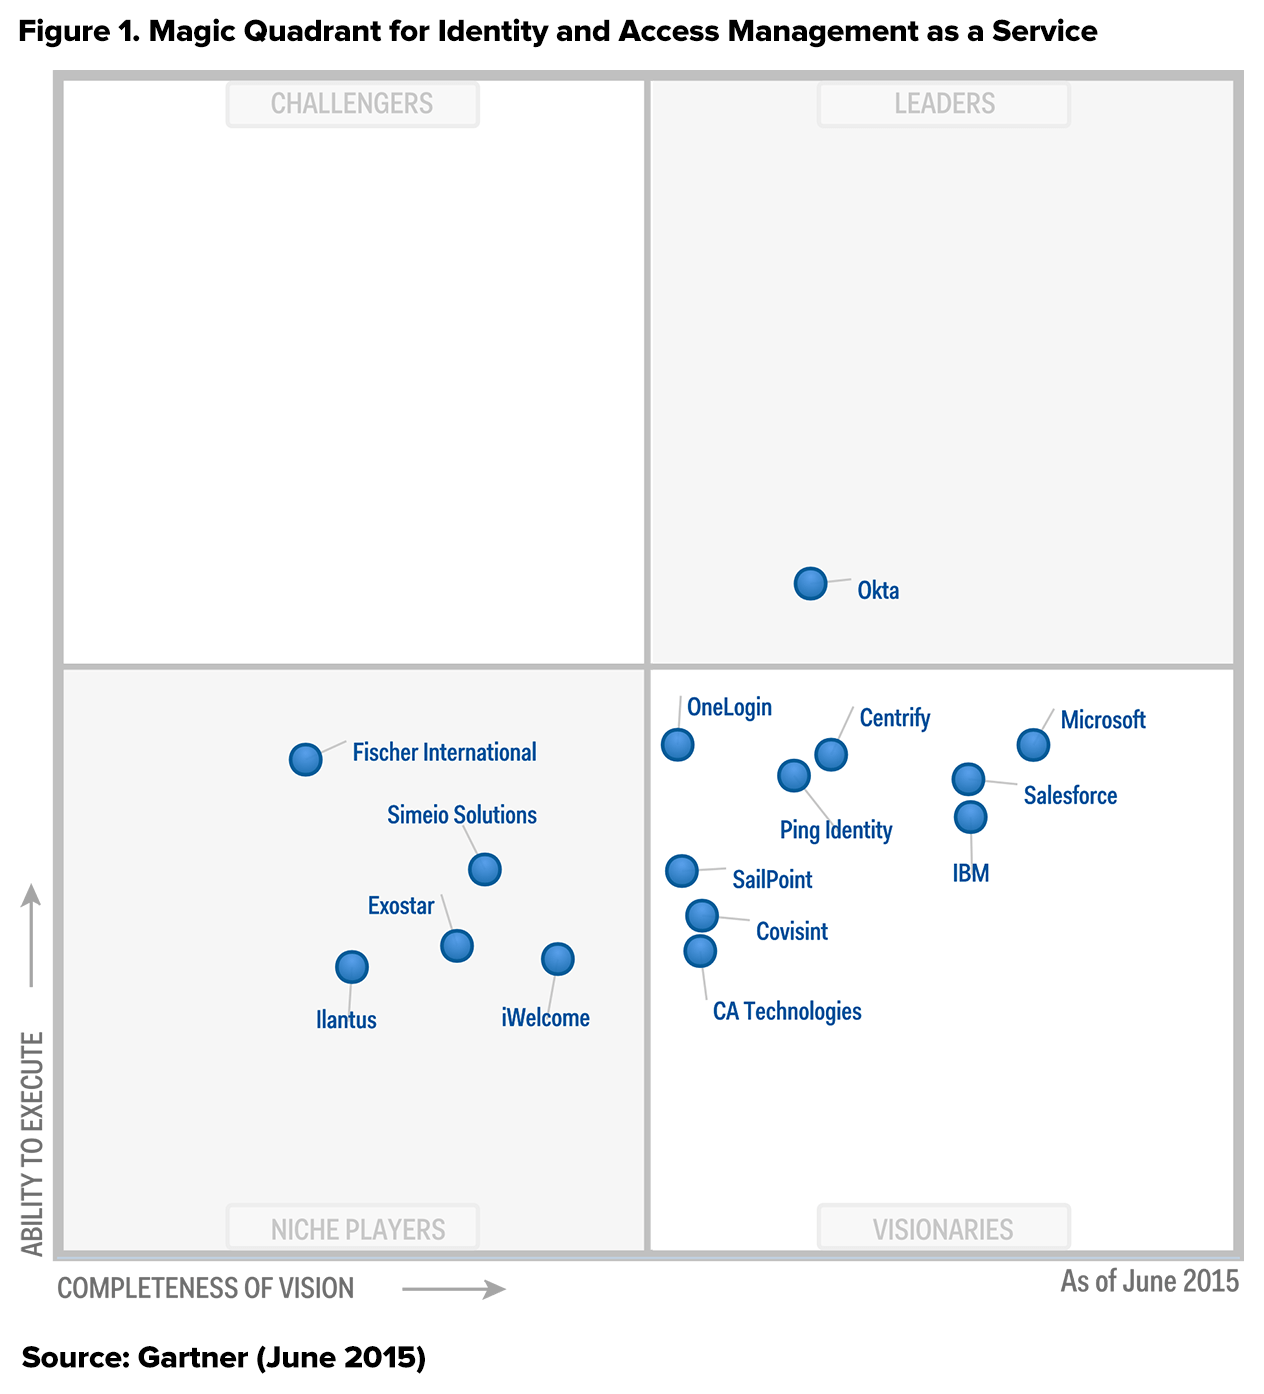 Figure 1. Magic Quadrant for Identity and Access Management as a Service
CHALLENGERS
LEADERS
Okta
OneLogin
Centrify
Microsoft
Fischer International
Salesforce
Simeio Solutions
Ping Identity
IBM
SailPoint
Exostar
Covisint
CA Technologies
Ilantus
iWelcome
ABILITY TO EXECUTE
NICHE PLAYERS
VISIONARIES
COMPLETENESS OF VISION
As of June 2015
Source: Gartner (June 2015)